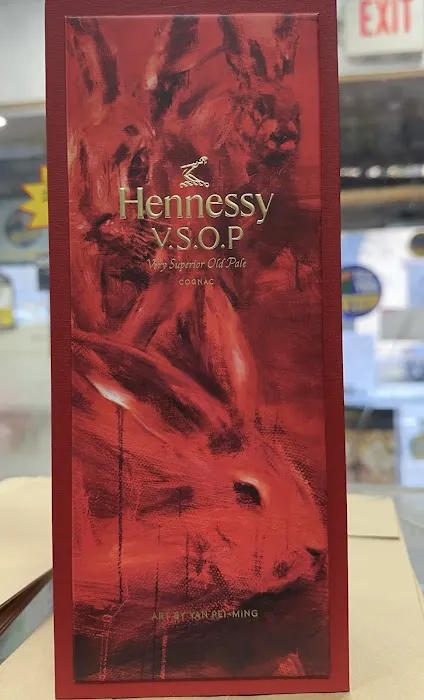 EXIT
Hennessy
V.S.O.P
Very Superior Old Pale
COGNAC
ART BY YAN PEI-MING